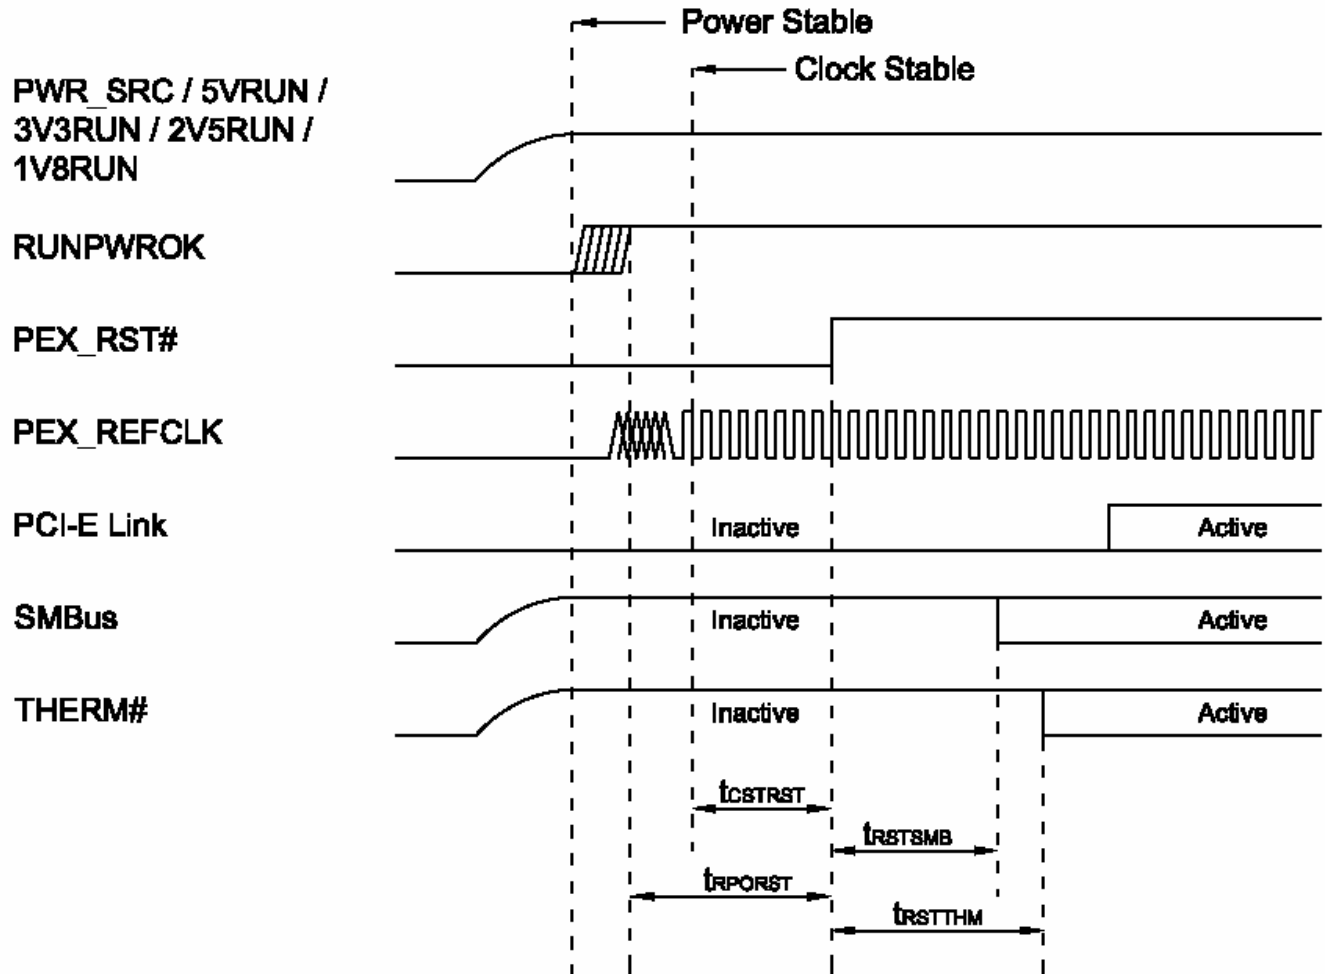 Power Stable
Clock Stable
PWR_SRC / 5VRUN /
3V3RUN / 2V5RUN /
1V8RUN
RUNPWROK
PEX_RST#
PEX_REFCLK
PCI-E Link
Inactive
Active
SMBus
Inactive
Active
THERM#
Inactive
Active
tCSTRST
tRSTSMB
tRPORST
tRSTTHM